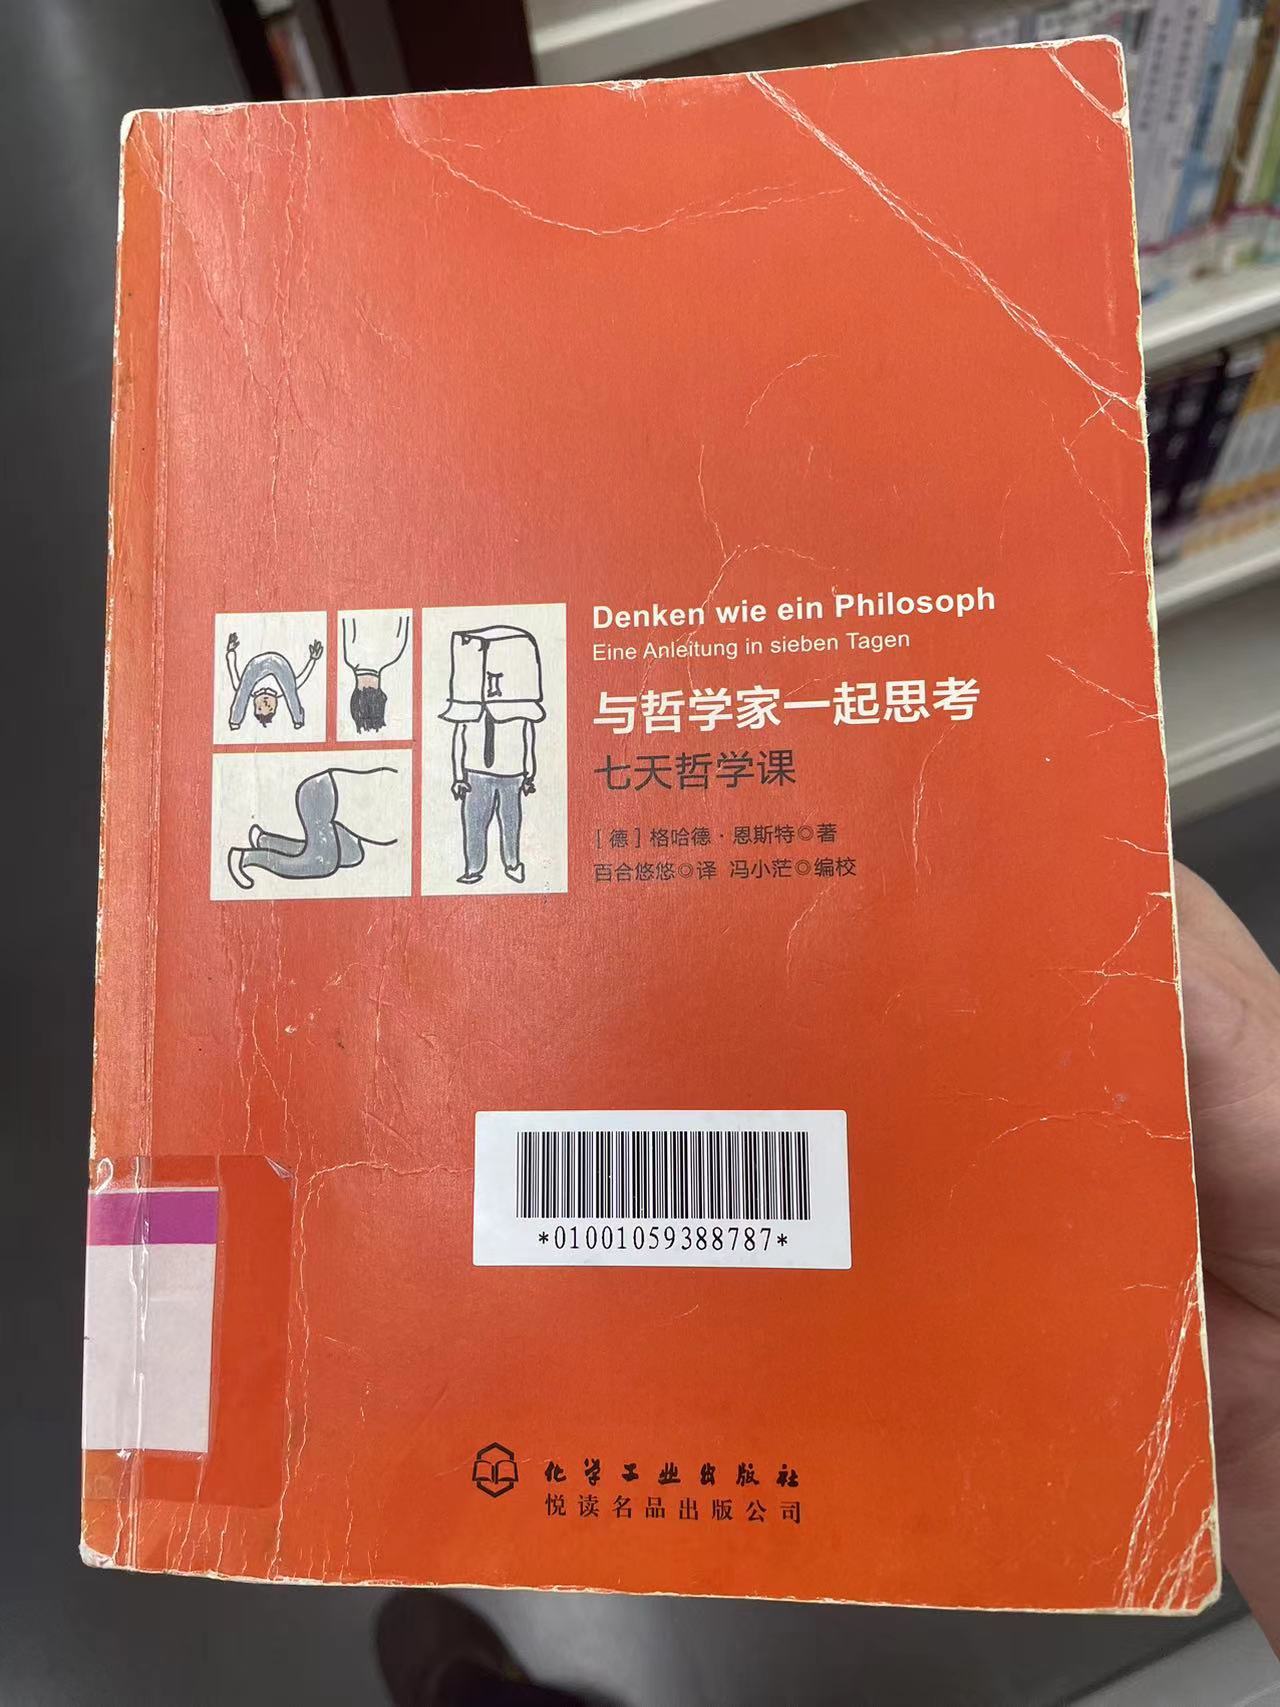 Denken wie ein Philosoph
Eine Anleitung in sieben Tagen
与哲学家一起思考
七天哲学课
[德]格哈德·恩斯特◎著
百合悠悠◎译 冯小茫◎编校
*01001059388787*
化学工业出版社
悦读名品出版公司